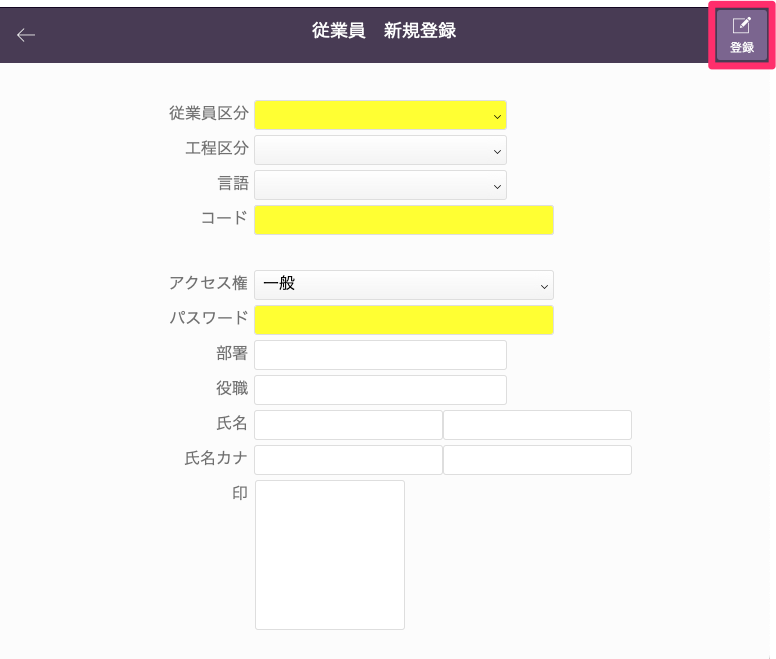 従業員　新規登録
登録
従業員区分
工程区分
言語
コード
アクセス権 一般
パスワード
部署
役職
氏名
氏名カナ
印